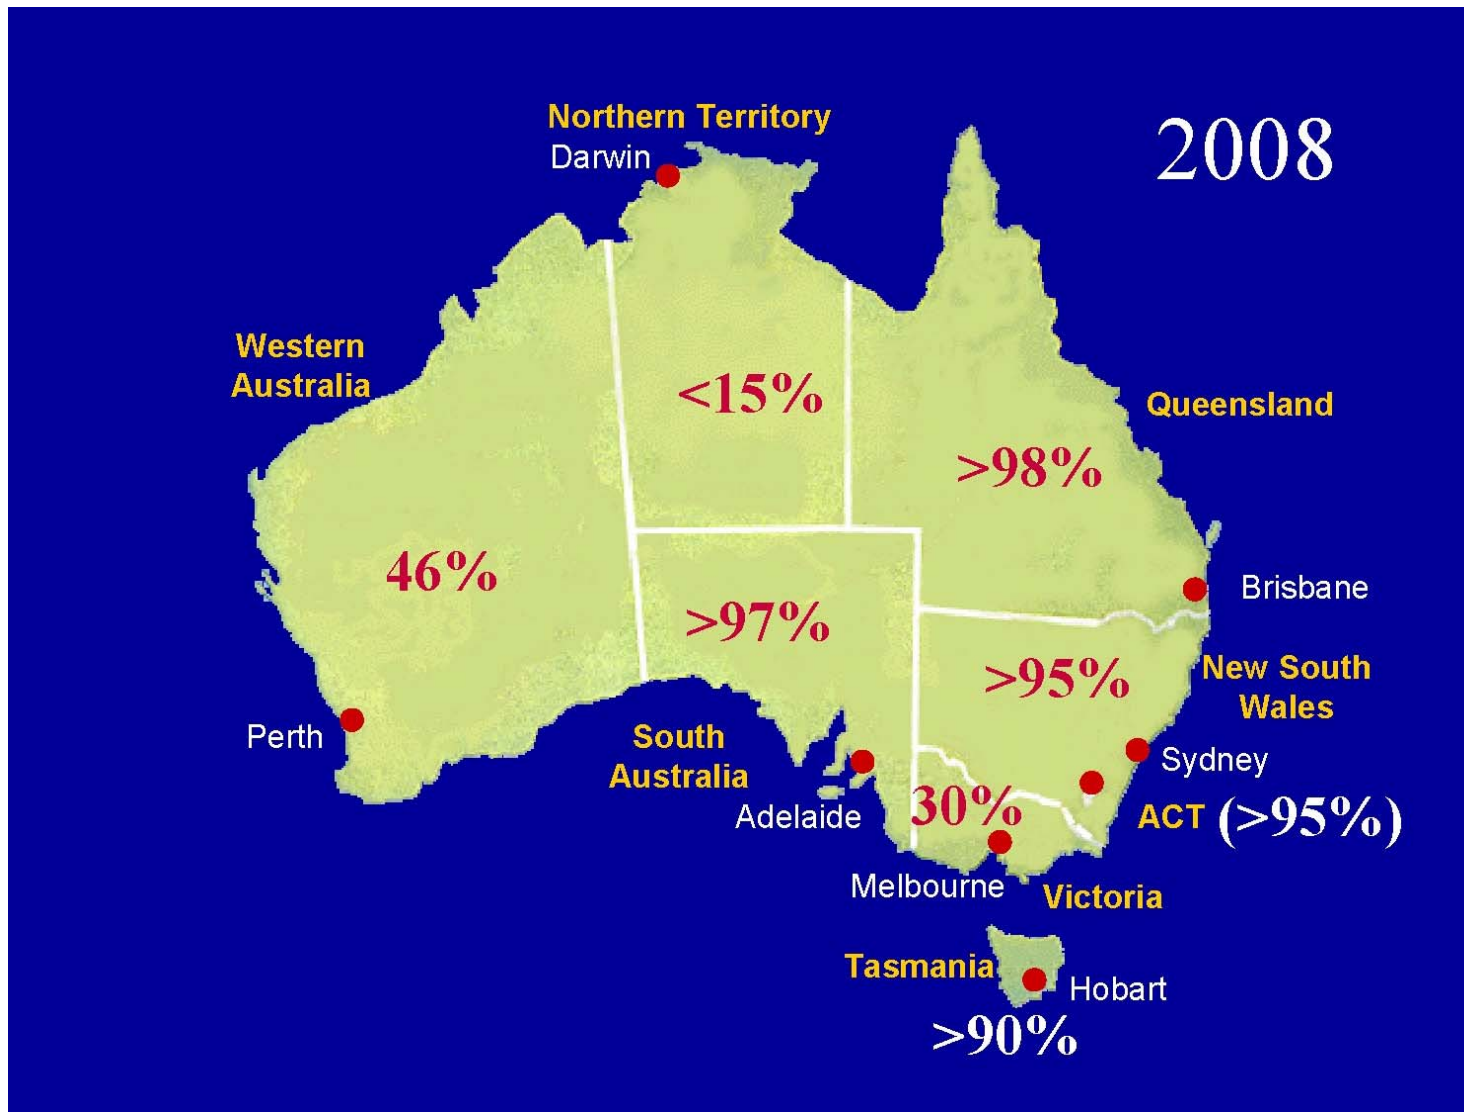 Northern Territory
Darwin
2008
Western
Australia
<15%
Queensland
>98%
46%
Brisbane
>97%
>95%
New South
Wales
Perth
South
Australia
Sydney
Adelaide
30%
ACT (>95%)
Melbourne
Victoria
Tasmania
Hobart
>90%